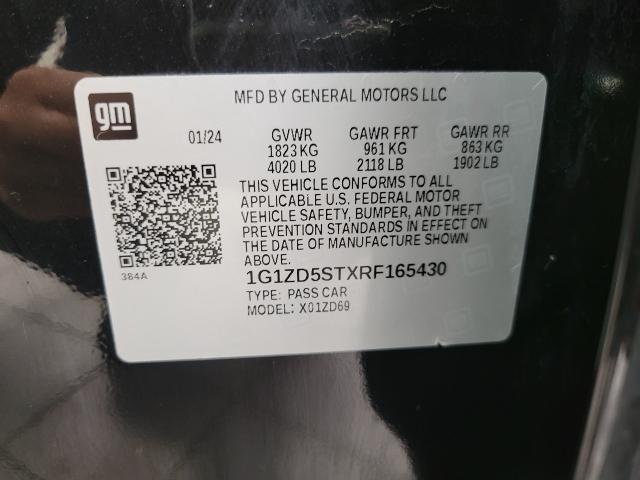 MFD BY GENERAL MOTORS LLC
gm
01/24 GVWR GAWR FRT GAWR RR
1823 KG 961 KG 863 KG
4020 LB 2118 LB 1902 LB
THIS VEHICLE CONFORMS TO ALL
APPLICABLE U.S. FEDERAL MOTOR
VEHICLE SAFETY, BUMPER, AND THEFT
PREVENTION STANDARDS IN EFFECT ON
THE DATE OF MANUFACTURE SHOWN
ABOVE.
384A
1G1ZD5STXRF165430
TYPE: PASS CAR
MODEL: X01ZD69